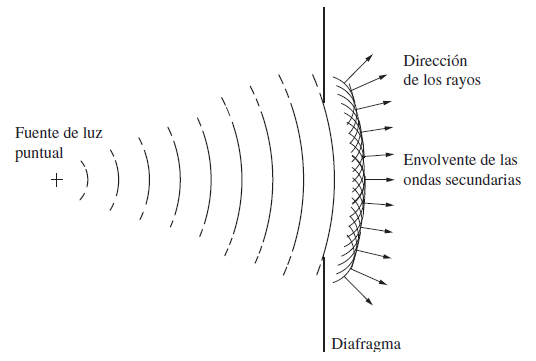 Dirección
de los rayos
Fuente de luz
puntual
Envolvente de las
ondas secundarias
Diafragma